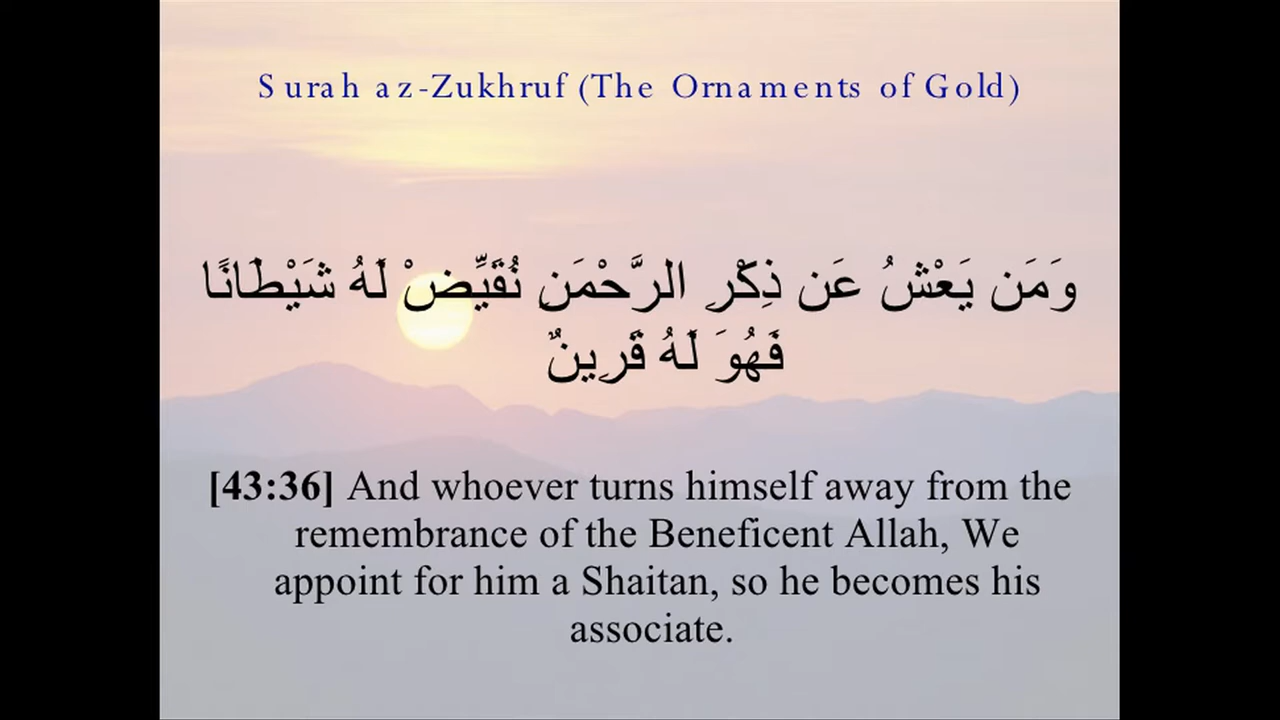 Surah az-Zukhruf (The Ornaments of Gold)
وَمَن يَعْشُ عَن ذِكْرِ الرَّحْمَنِ نُقَيِّضْ لَهُ شَيْطَانًا
فَهُوَ لَهُ قَرِينٌ
[43:36] And whoever turns himself away from the
remembrance of the Beneficent Allah, We
appoint for him a Shaitan, so he becomes his
associate.